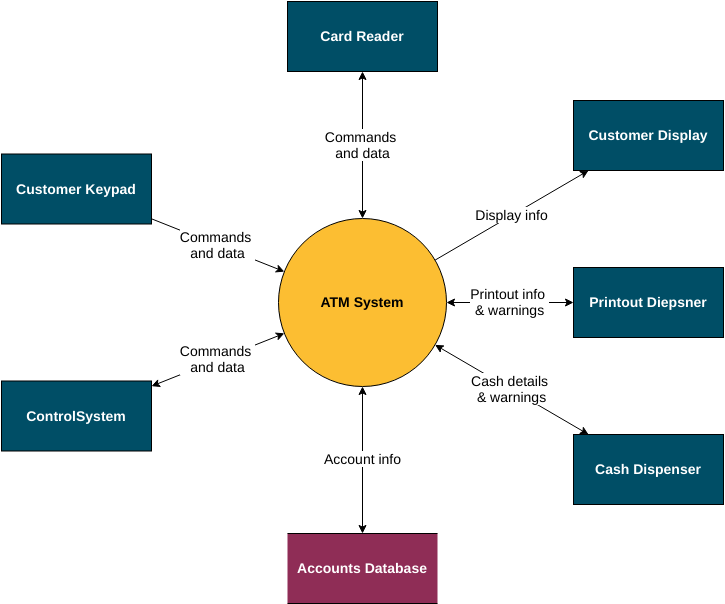 Card Reader
Customer Display
Commands
and data
Customer Keypad
Display info
Commands
and data
Printout info
& warnings
ATM System
Printout Diepsner
Commands
and data
Cash details
& warnings
ControlSystem
Account info
Cash Dispenser
Accounts Database